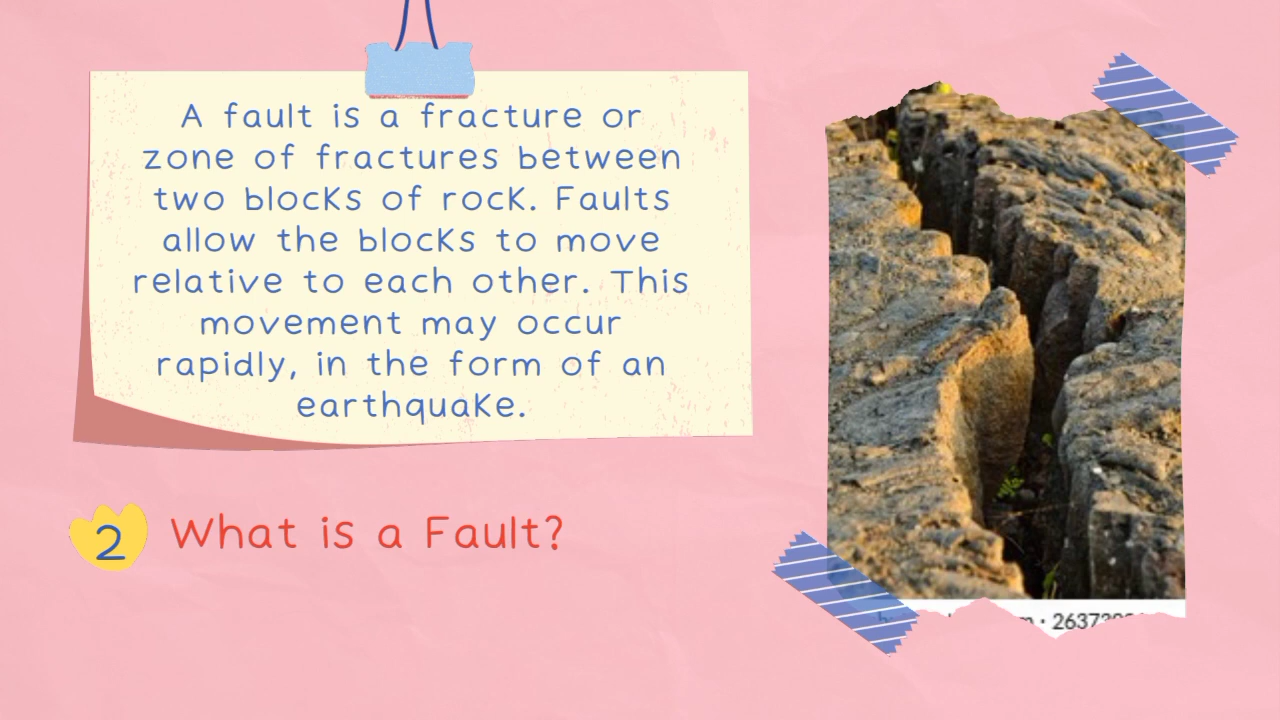 A fault is a fracture or
zone of fractures between
two blocks of rock. Faults
allow the blocks to move
relative to each other. This
movement may occur
rapidly, in the form of an
earthquake.
2 What is a Fault?